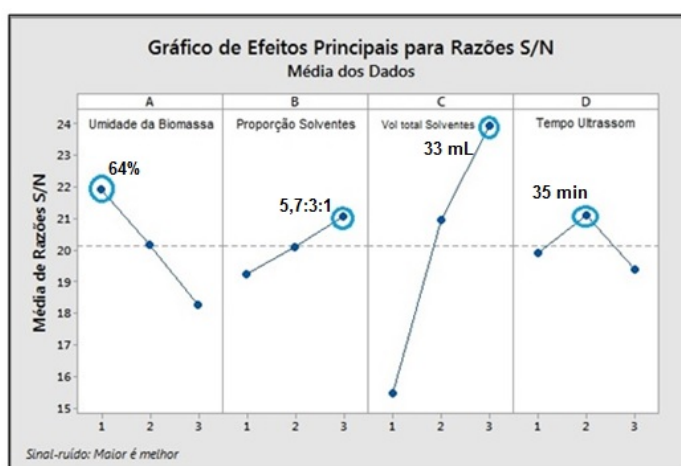 Gráfico de Efeitos Principais para Razões S/N
Média dos Dados
A B C D
Umidade da Biomassa Proporção Solventes Vol total Solventes Tempo Ultrassom
Média de Razões S/N
24
23
22
21
20
19
18
17
16
15
64%
5,7:3:1
33 mL
35 min
1 2 3 1 2 3 1 2 3 1 2 3
Sinal-ruído: Maior é melhor